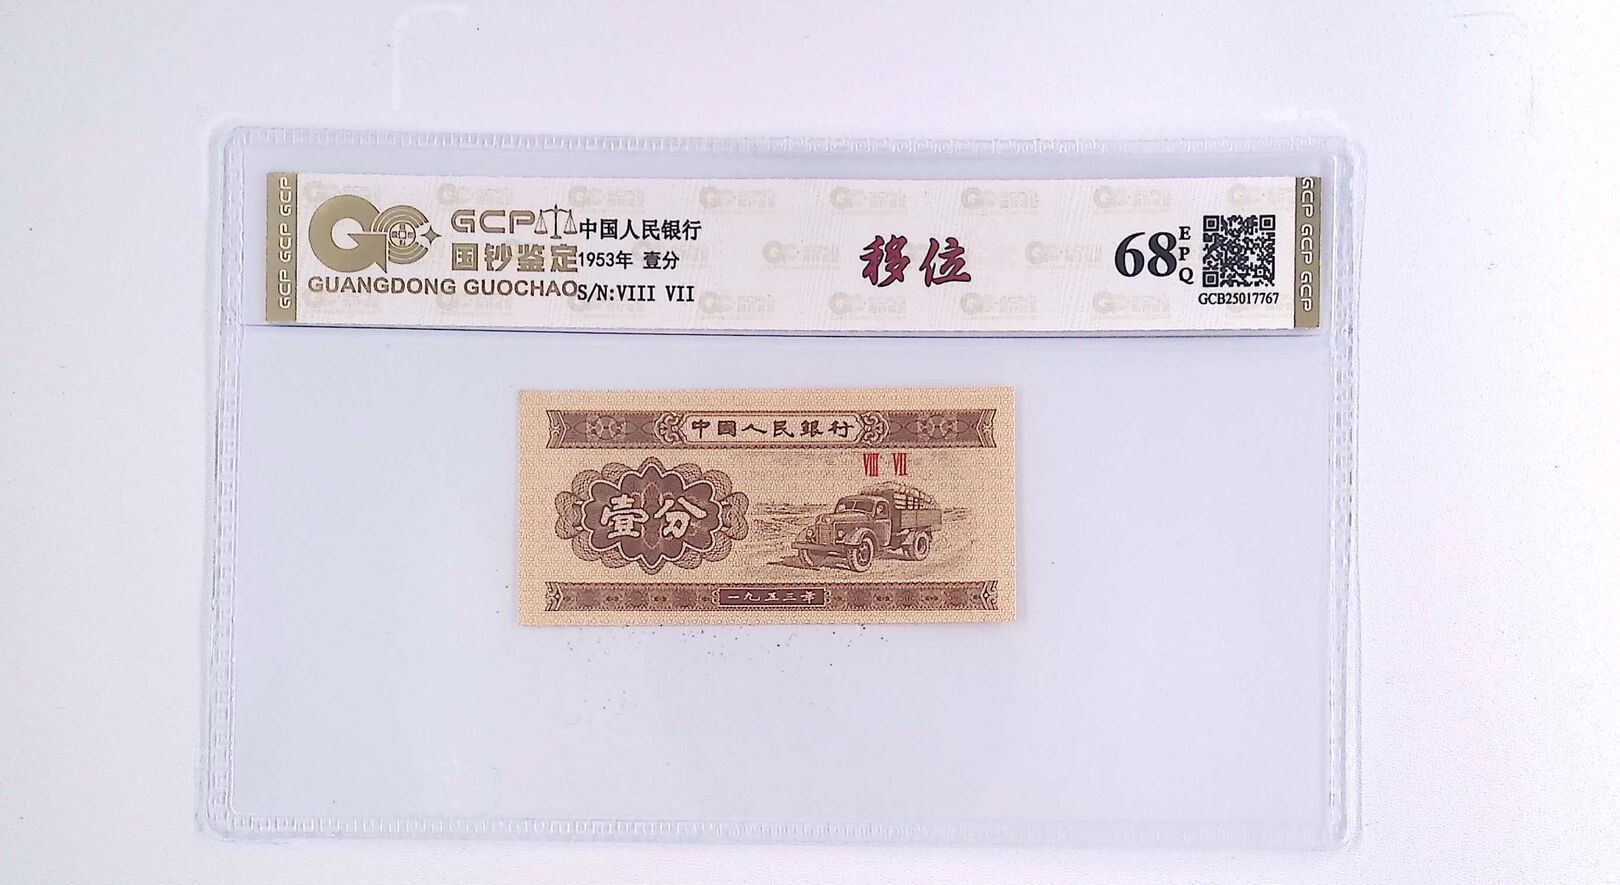 GCP GCP GCP
GCP
国钞鉴定
GUANGDONG GUOCHAO
中国人民银行
1953年 壹分
S/N:VIII VII
移位
68
EPQ
GCB25017767
GCP GCP GCP
中國人民銀行
VIII VII
壹分
一九五三年